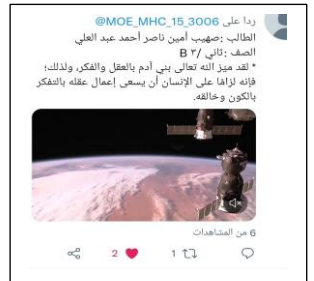 ردا على @MOE_MHC_15_3006
الطالب :صهيب أمين ناصر أحمد عبد العلي
الصف :ثاني /٣ B
* لقد ميز الله تعالى بني آدم بالعقل والفكر، ولذلك؛
فإنه لزامًا على الإنسان أن يسعى إعمال عقله بالتفكر
بالكون وخالقه.
6 من المشاهدات
2
1